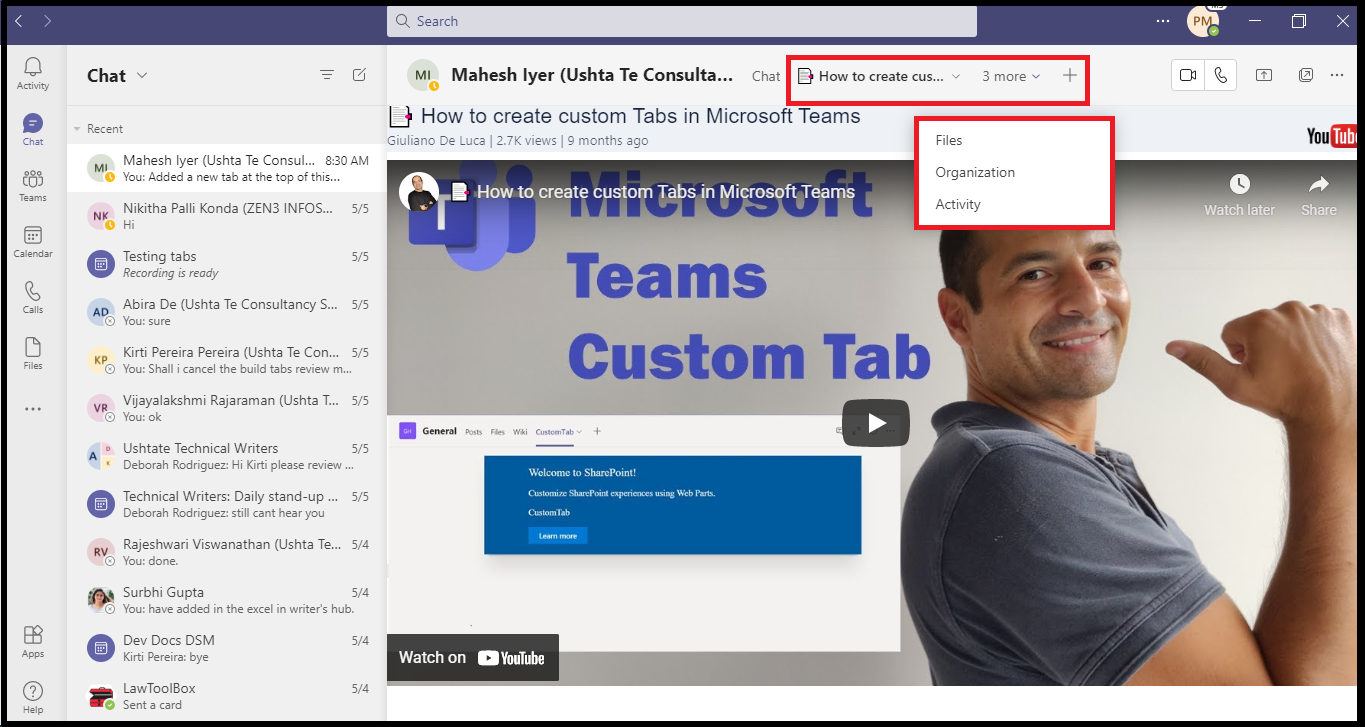 Search
PM
Activity
Chat
Teams
Calendar
Calls
Files
Apps
Help
Chat
Recent
MI
Mahesh Iyer (Ushta Te Consul... 8:30 AM
You: Added a new tab at the top of this...
NK
Nikitha Palli Konda (ZEN3 INFOS... 5/5
Hi
Testing tabs 5/5
Recording is ready
AD
Abira De (Ushta Te Consultancy S... 5/5
You: sure
KP
Kirti Pereira Pereira (Ushta Te Con... 5/5
You: Shall i cancel the build tabs review m...
VR
Vijayalakshmi Rajaraman (Ushta T... 5/5
You: ok
A D K
Ushtate Technical Writers 5/5
Deborah Rodriguez: Hi Kirti please review ...
Technical Writers: Daily stand-up ... 5/5
Deborah Rodriguez: still cant hear you
RV
Rajeshwari Viswanathan (Ushta Te... 5/4
You: done.
Surbhi Gupta 5/4
You: have added in the excel in writer's hub.
Dev Docs DSM 5/4
Kirti Pereira: bye
LawToolBox 5/4
Sent a card
MI Mahesh Iyer (Ushta Te Consulta... Chat How to create cus... 3 more
How to create custom Tabs in Microsoft Teams
Giuliano De Luca | 2.7K views | 9 months ago
YouTube
Files
Organization
Activity
How to create custom Tabs in Microsoft Teams
Watch later Share
T
Microsoft
Teams
Custom Tab
GH General Posts Files Wiki CustomTab
Welcome to SharePoint!
Customize SharePoint experiences using Web Parts.
CustomTab
Learn more
Watch on YouTube